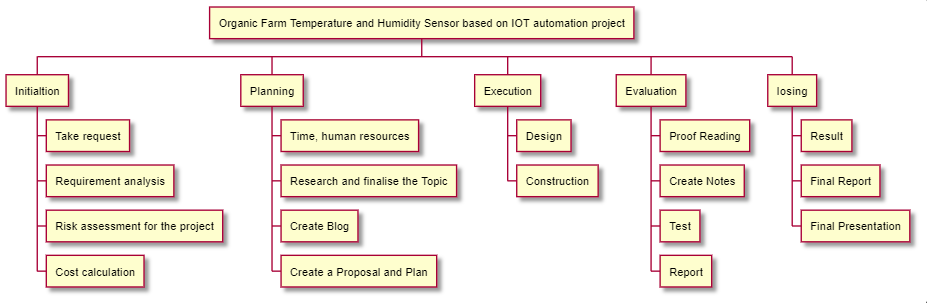 Organic Farm Temperature and Humidity Sensor based on IOT automation project
Initialtion
Planning
Execution
Evaluation
losing
Take request
Time, human resources
Design
Proof Reading
Result
Requirement analysis
Research and finalise the Topic
Construction
Create Notes
Final Report
Risk assessment for the project
Create Blog
Test
Final Presentation
Cost calculation
Create a Proposal and Plan
Report